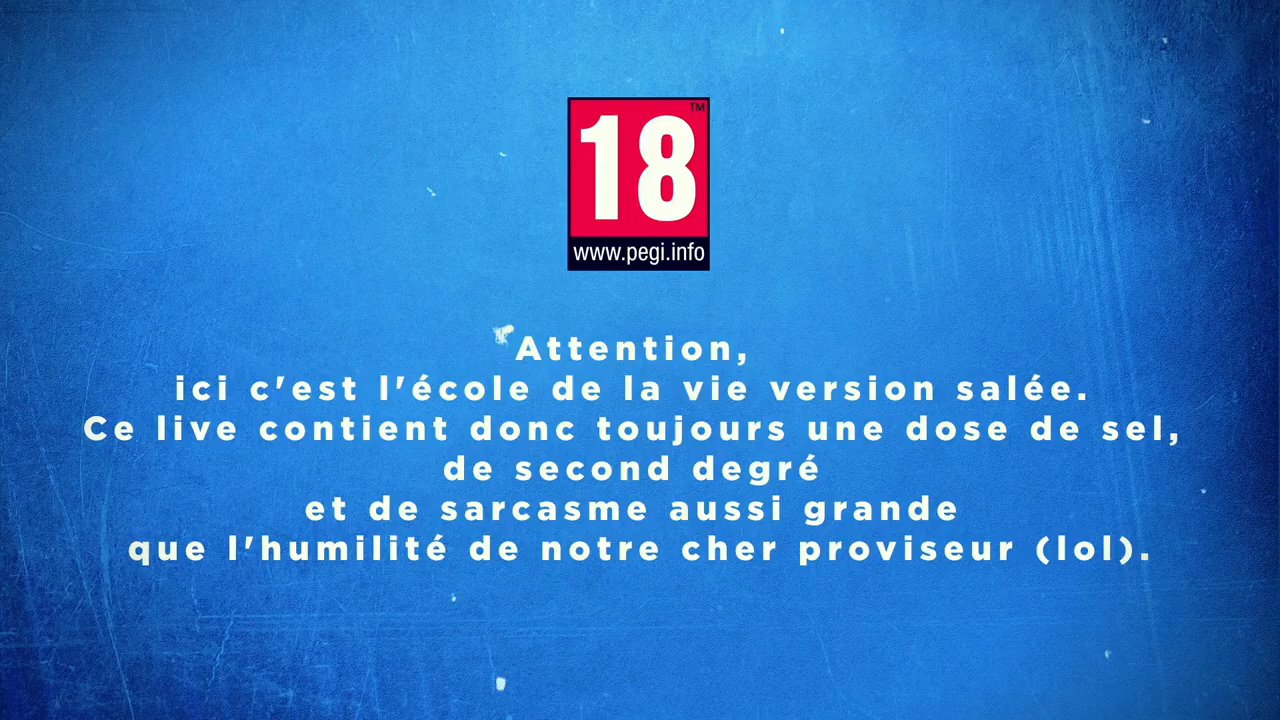 18
TM
www.pegi.info
Attention,
ici c'est l'école de la vie version salée.
Ce live contient donc toujours une dose de sel,
de second degré
et de sarcasme aussi grande
que l'humilité de notre cher proviseur (lol).